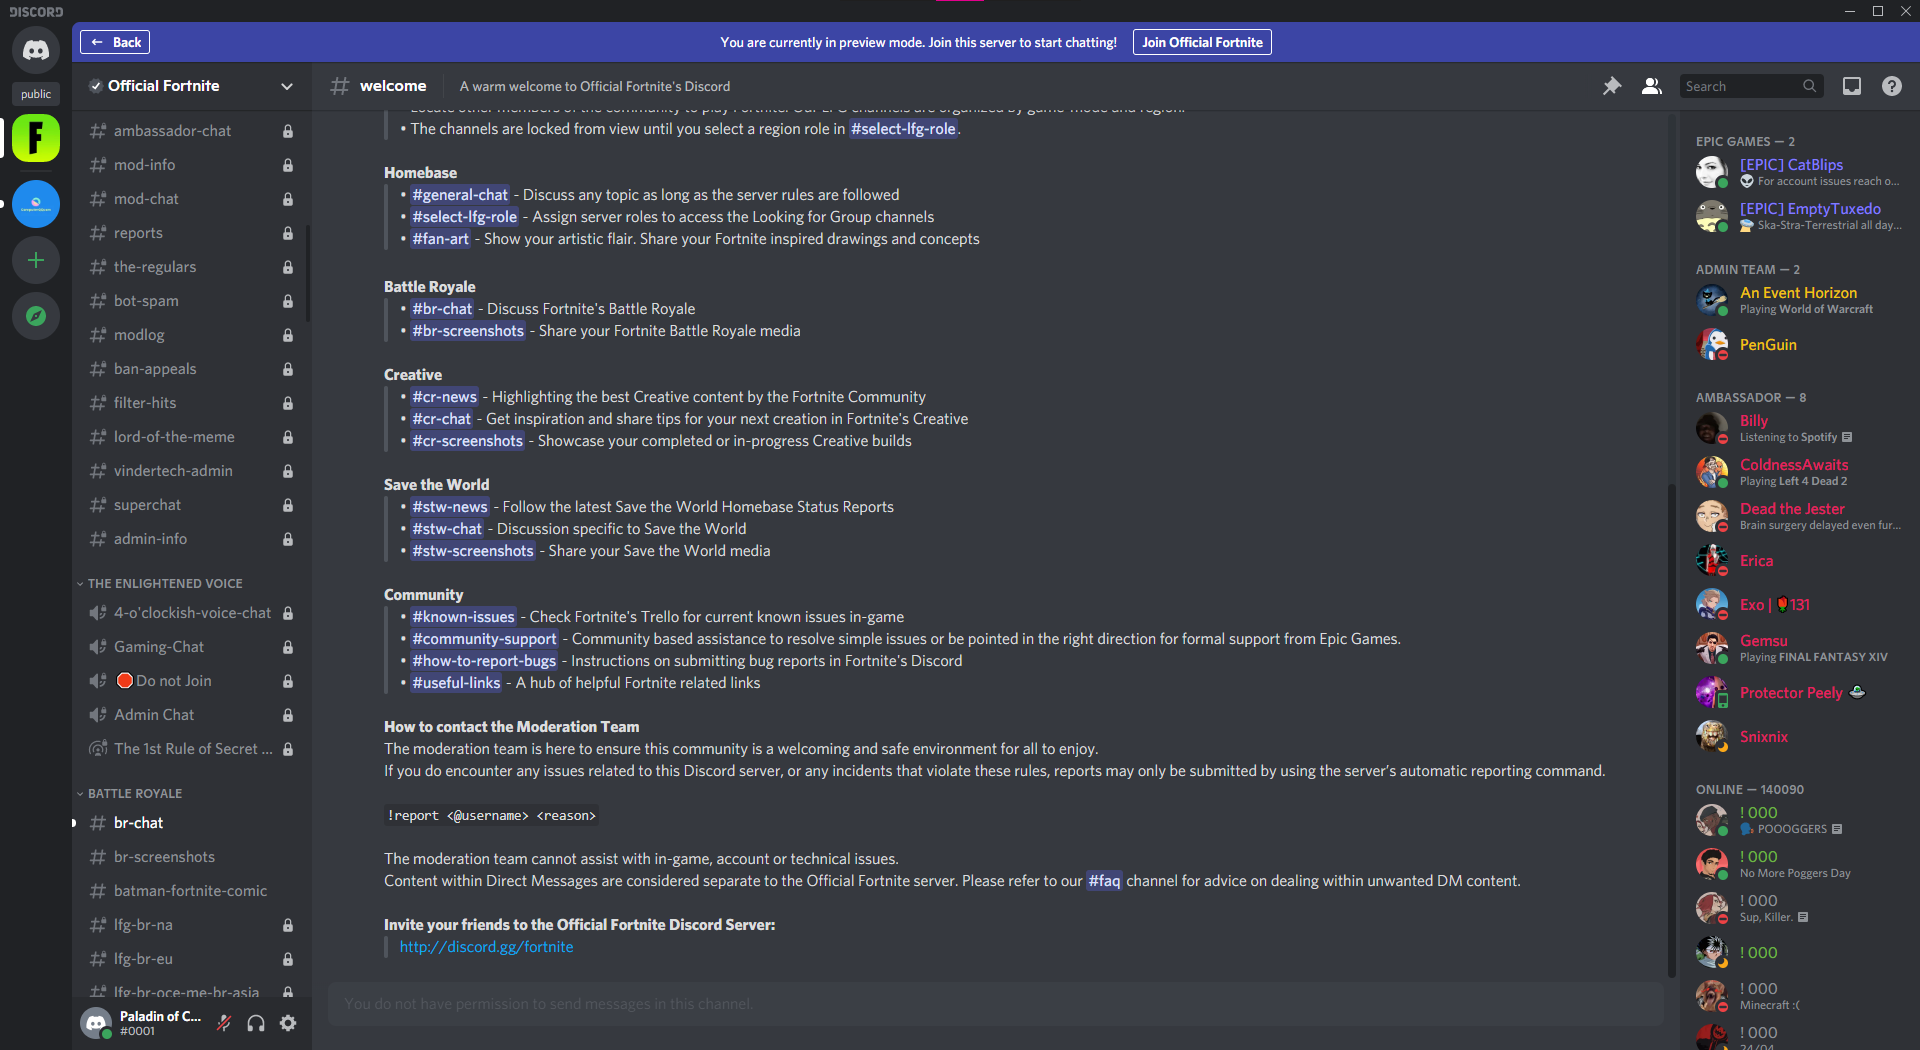 DISCORD
← Back
You are currently in preview mode. Join this server to start chatting!
Join Official Fortnite
public
Official Fortnite
ambassador-chat
mod-info
mod-chat
reports
the-regulars
bot-spam
modlog
ban-appeals
filter-hits
lord-of-the-meme
vindertech-admin
superchat
admin-info
THE ENLIGHTENED VOICE
4-o'clockish-voice-chat
Gaming-Chat
Do not Join
Admin Chat
The 1st Rule of Secret ...
BATTLE ROYALE
br-chat
br-screenshots
batman-fortnite-comic
lfg-br-na
lfg-br-eu
lfg-br-oce-me-br-asia
Paladin of C...
#0001
# welcome
A warm welcome to Official Fortnite's Discord
Search
• Locate other members of the community to play Fortnite. Our LFG channels are organized by game mode and region.
• The channels are locked from view until you select a region role in #select-lfg-role.
Homebase
• #general-chat - Discuss any topic as long as the server rules are followed
• #select-lfg-role - Assign server roles to access the Looking for Group channels
• #fan-art - Show your artistic flair. Share your Fortnite inspired drawings and concepts
Battle Royale
• #br-chat - Discuss Fortnite's Battle Royale
• #br-screenshots - Share your Fortnite Battle Royale media
Creative
• #cr-news - Highlighting the best Creative content by the Fortnite Community
• #cr-chat - Get inspiration and share tips for your next creation in Fortnite's Creative
• #cr-screenshots - Showcase your completed or in-progress Creative builds
Save the World
• #stw-news - Follow the latest Save the World Homebase Status Reports
• #stw-chat - Discussion specific to Save the World
• #stw-screenshots - Share your Save the World media
Community
• #known-issues - Check Fortnite's Trello for current known issues in-game
• #community-support - Community based assistance to resolve simple issues or be pointed in the right direction for formal support from Epic Games.
• #how-to-report-bugs - Instructions on submitting bug reports in Fortnite's Discord
• #useful-links - A hub of helpful Fortnite related links
How to contact the Moderation Team
The moderation team is here to ensure this community is a welcoming and safe environment for all to enjoy.
If you do encounter any issues related to this Discord server, or any incidents that violate these rules, reports may only be submitted by using the server’s automatic reporting command.
!report <@username> <reason>
The moderation team cannot assist with in-game, account or technical issues.
Content within Direct Messages are considered separate to the Official Fortnite server. Please refer to our #faq channel for advice on dealing within unwanted DM content.
Invite your friends to the Official Fortnite Discord Server:
http://discord.gg/fortnite
You do not have permission to send messages in this channel.
EPIC GAMES — 2
[EPIC] CatBlips
For account issues reach o...
[EPIC] EmptyTuxedo
Ska-Stra-Terrestrial all day...
ADMIN TEAM — 2
An Event Horizon
Playing World of Warcraft
PenGuin
AMBASSADOR — 8
Billy
Listening to Spotify
ColdnessAwaits
Playing Left 4 Dead 2
Dead the Jester
Brain surgery delayed even fur...
Erica
Exo | 🌹131
Gemsu
Playing FINAL FANTASY XIV
Protector Peely
Snixnix
ONLINE — 140090
! 000
POOOGGERS
! 000
No More Poggers Day
! 000
Sup, Killer.
! 000
! 000
Minecraft :(
! 000
24/04